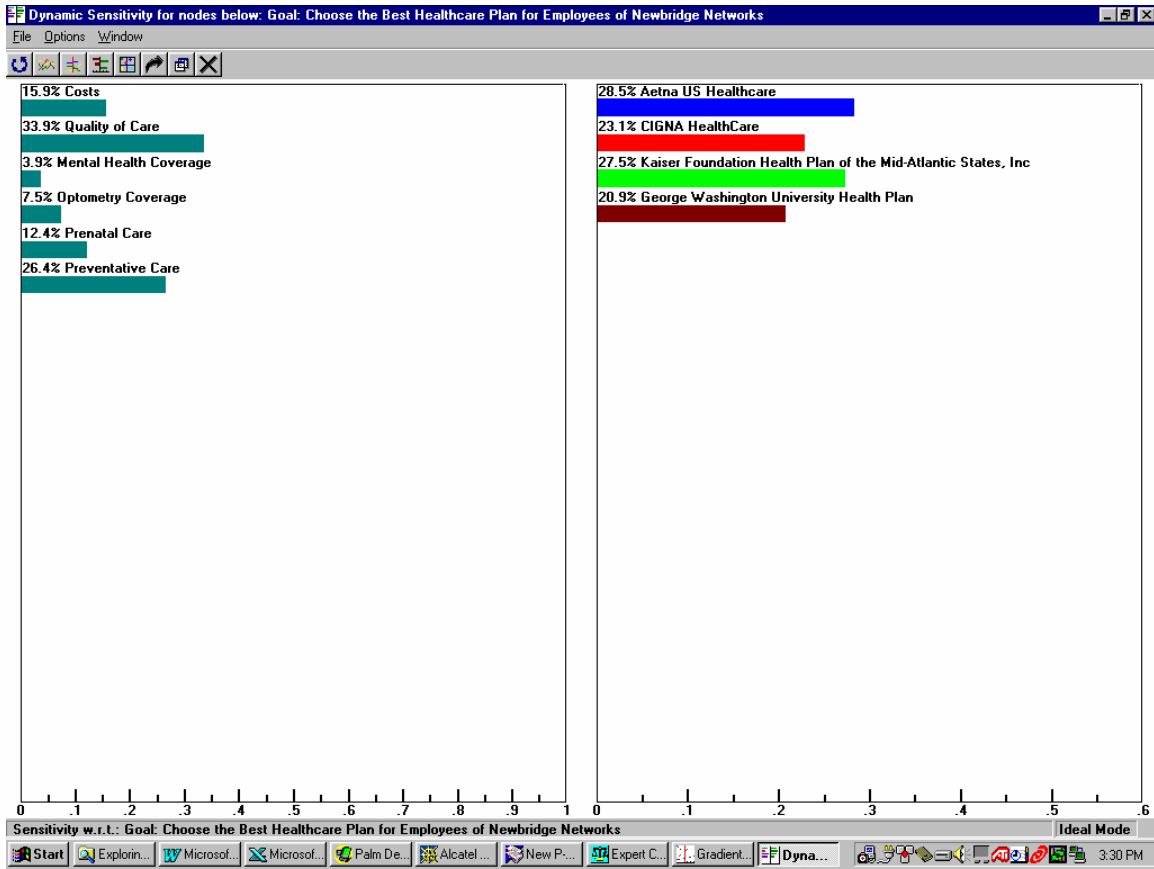 Dynamic Sensitivity for nodes below: Goal: Choose the Best Healthcare Plan for Employees of Newbridge Networks
File Options Window
15.9% Costs
33.9% Quality of Care
3.9% Mental Health Coverage
7.5% Optometry Coverage
12.4% Prenatal Care
26.4% Preventative Care
28.5% Aetna US Healthcare
23.1% CIGNA HealthCare
27.5% Kaiser Foundation Health Plan of the Mid-Atlantic States, Inc
20.9% George Washington University Health Plan
0 .1 .2 .3 .4 .5 .6 .7 .8 .9 1
0 .1 .2 .3 .4 .5 .6
Sensitivity w.r.t.: Goal: Choose the Best Healthcare Plan for Employees of Newbridge Networks Ideal Mode
Start Explorin... Microsof... Microsof... Palm De... Alcatel ... New P-... Expert C... Gradient... Dyna... 3:30 PM